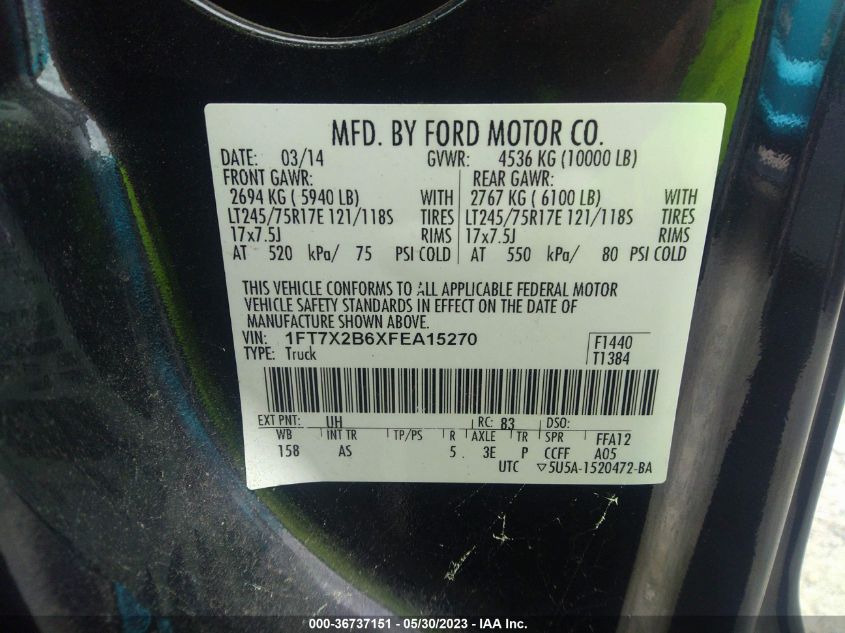 MFD. BY FORD MOTOR CO.
DATE: 03/14 GVWR: 4536 KG (10000 LB)
FRONT GAWR: REAR GAWR:
2694 KG ( 5940 LB) WITH 2767 KG ( 6100 LB) WITH
LT245/75R17E 121/118S TIRES LT245/75R17E 121/118S TIRES
17x7.5J RIMS 17x7.5J RIMS
AT 520 kPa/ 75 PSI COLD AT 550 kPa/ 80 PSI COLD
THIS VEHICLE CONFORMS TO ALL APPLICABLE FEDERAL MOTOR
VEHICLE SAFETY STANDARDS IN EFFECT ON THE DATE OF
MANUFACTURE SHOWN ABOVE.
VIN: 1FT7X2B6XFEA15270 F1440
TYPE: Truck T1384
EXT PNT: UH RC: 83 DSO:
WB INT TR TP/PS R AXLE TR SPR FFA12
158 AS 5 3E P CCFF A05
UTC ▽5U5A-1520472-BA
000-36737151 — 05/30/2023 — IAA Inc.